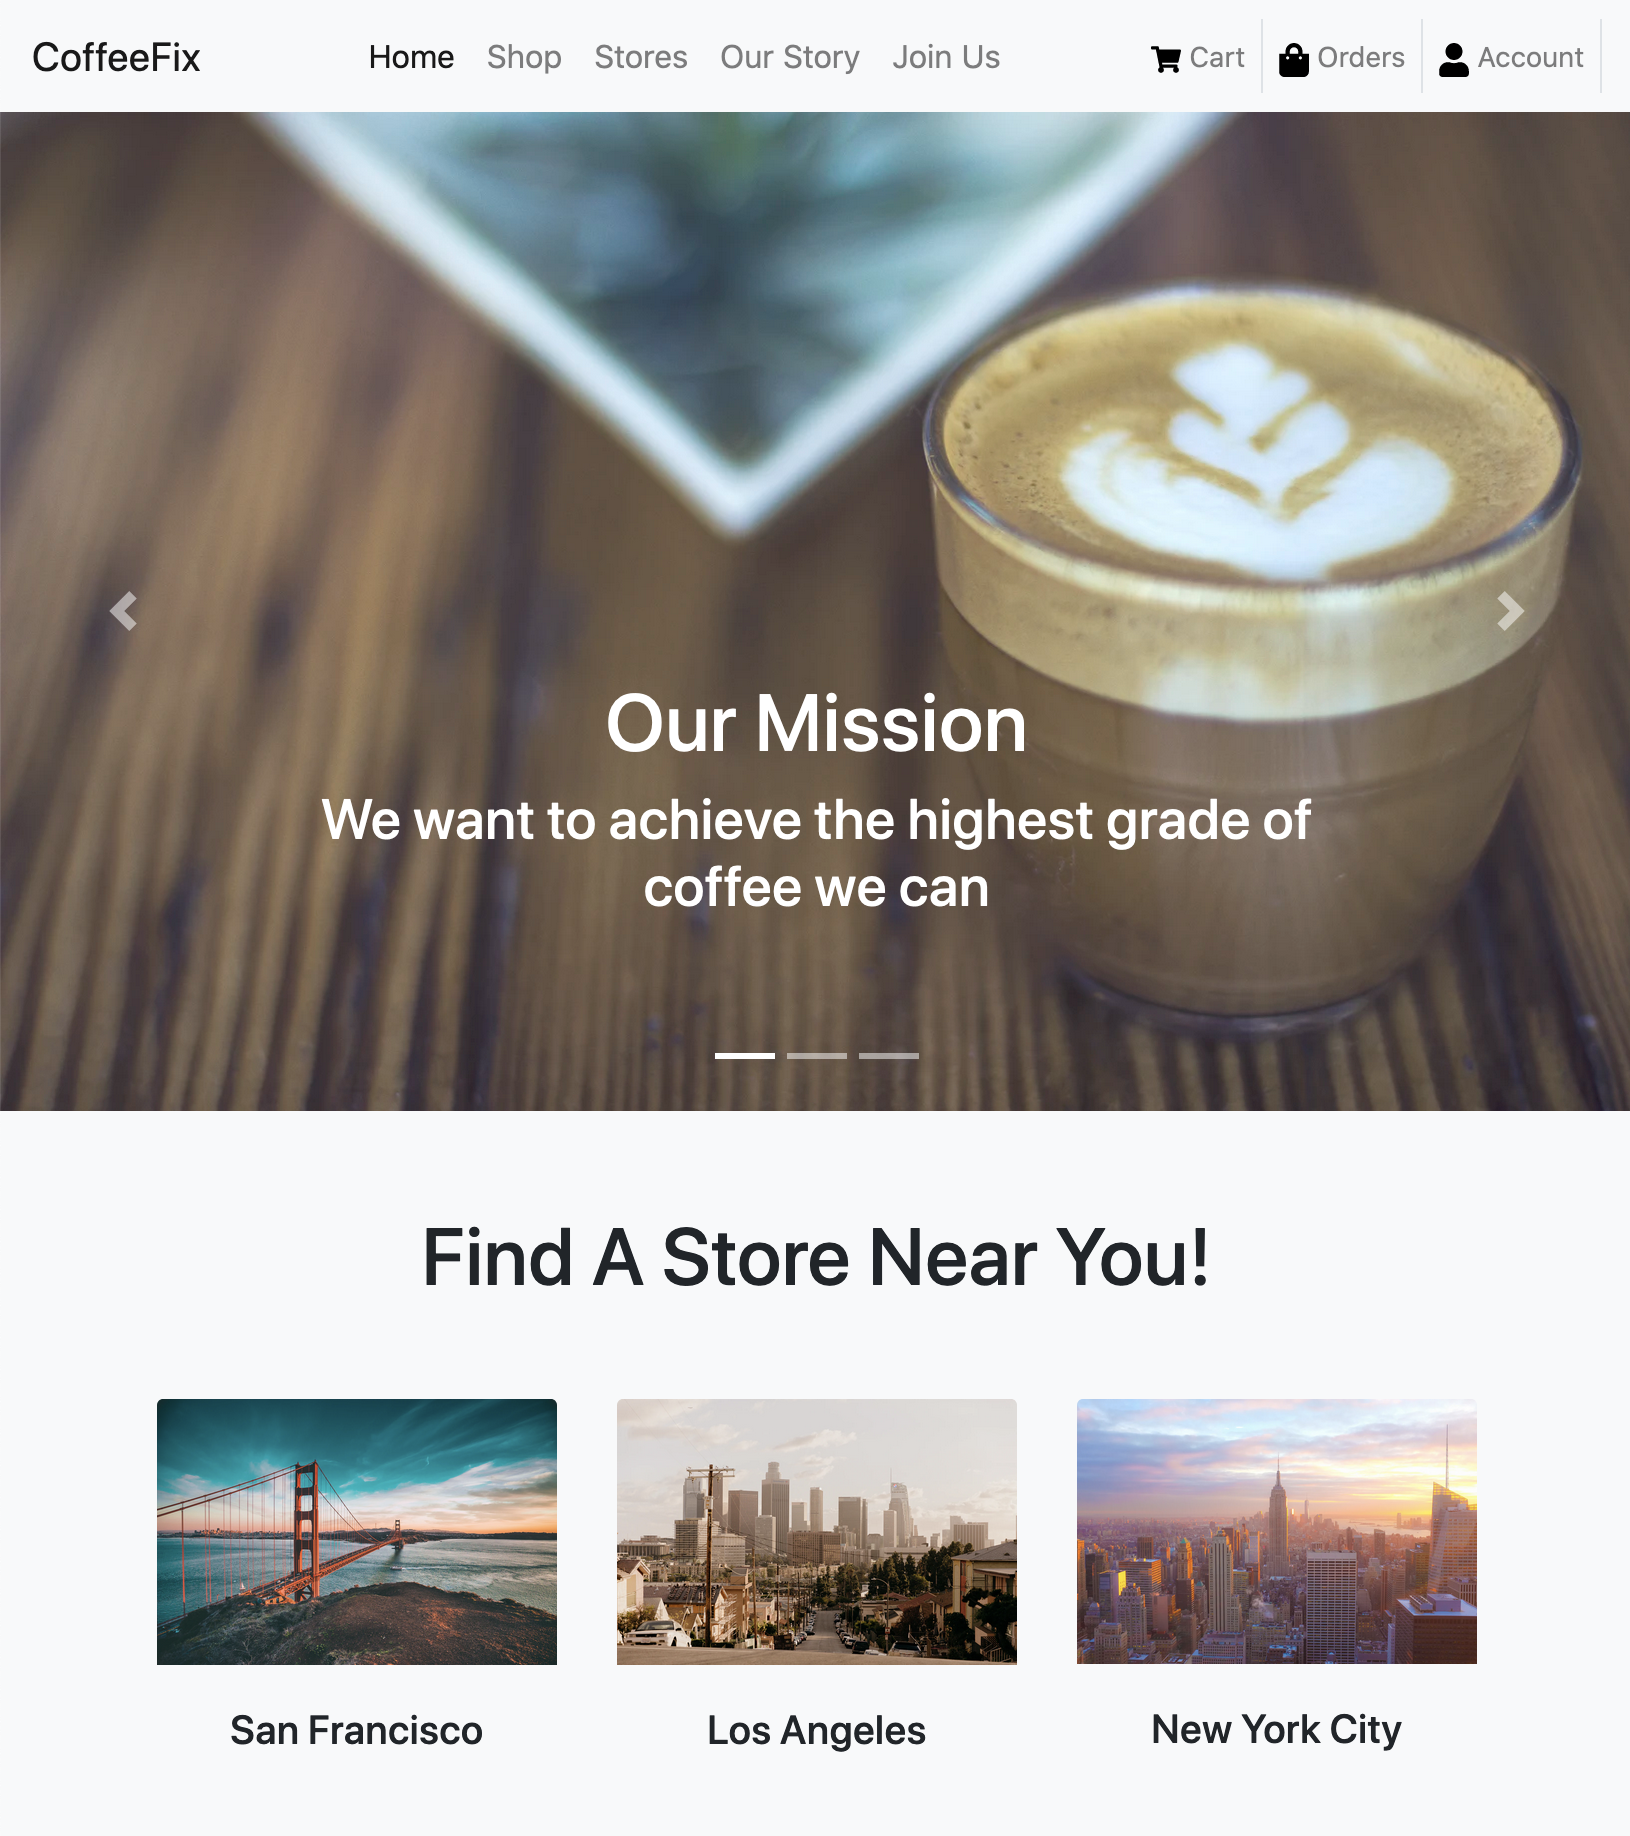 CoffeeFix Home Shop Stores Our Story Join Us Cart Orders Account
Our Mission
We want to achieve the highest grade of
coffee we can
Find A Store Near You!
San Francisco
Los Angeles
New York City